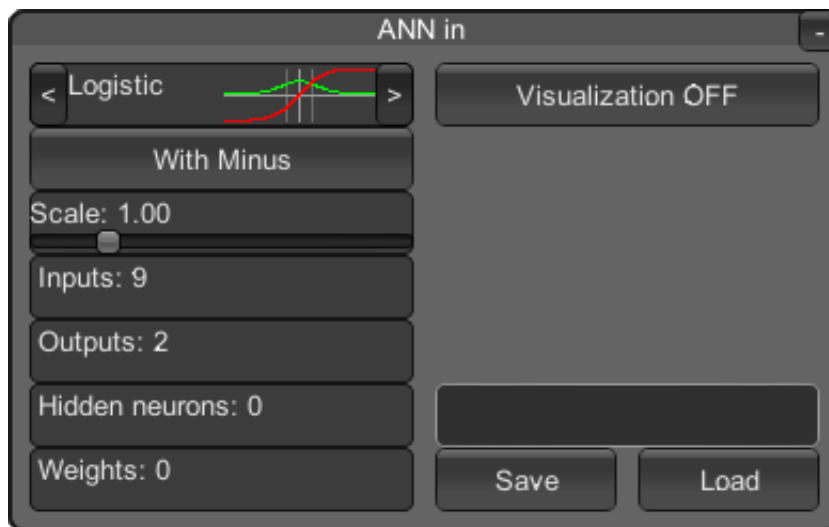 ANN in
-
< Logistic >
Visualization OFF
With Minus
Scale: 1.00
Inputs: 9
Outputs: 2
Hidden neurons: 0
Weights: 0
Save
Load